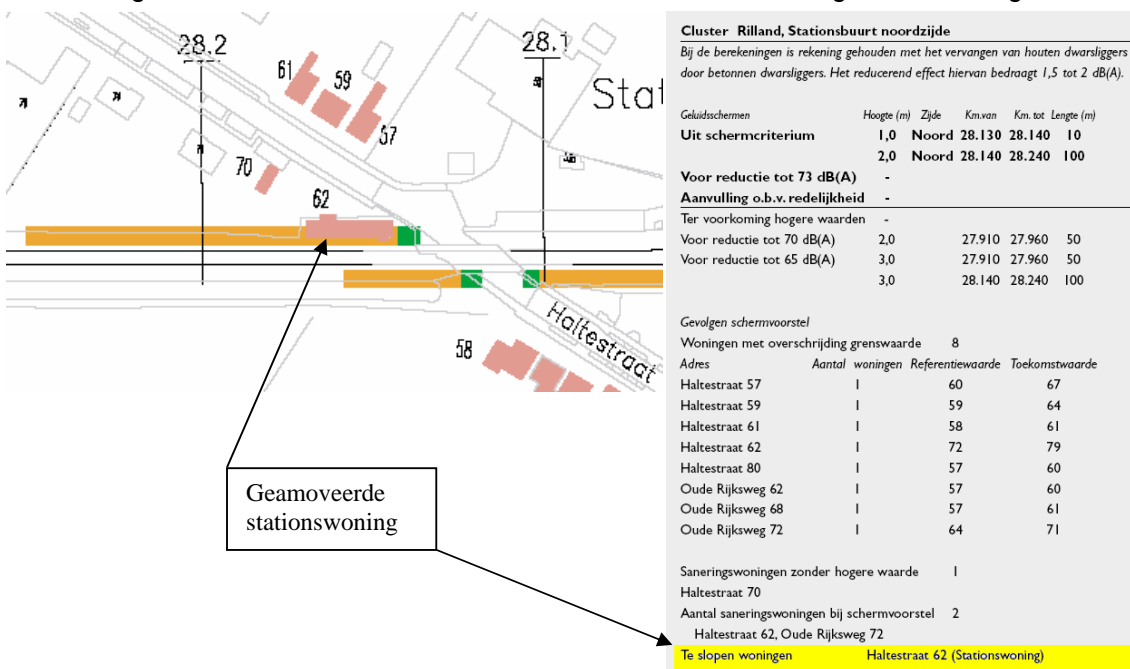 28.2
28.1
61
59
57
70
62
58
Stat
Haltestraat
Geamoveerde
stationswoning
Cluster Rilland, Stationsbuurt noordzijde
Bij de berekeningen is rekening gehouden met het vervangen van houten dwarsliggers
door betonnen dwarsliggers. Het reducerend effect hiervan bedraagt 1,5 tot 2 dB(A).
Geluidsschermen Hoogte (m) Zijde Km.van Km. tot Lengte (m)
Uit schermcriterium 1,0 Noord 28.130 28.140 10
2,0 Noord 28.140 28.240 100
Voor reductie tot 73 dB(A) -
Aanvulling o.b.v. redelijkheid -
Ter voorkoming hogere waarden -
Voor reductie tot 70 dB(A) 2,0 27.910 27.960 50
Voor reductie tot 65 dB(A) 3,0 27.910 27.960 50
3,0 28.140 28.240 100
Gevolgen schermvoorstel
Woningen met overschrijding grenswaarde 8
Adres Aantal woningen Referentiewaarde Toekomstwaarde
Haltestraat 57 1 60 67
Haltestraat 59 1 59 64
Haltestraat 61 1 58 61
Haltestraat 62 1 72 79
Haltestraat 80 1 57 60
Oude Rijksweg 62 1 57 60
Oude Rijksweg 68 1 57 61
Oude Rijksweg 72 1 64 71
Saneringswoningen zonder hogere waarde 1
Haltestraat 70
Aantal saneringswoningen bij schermvoorstel 2
Haltestraat 62, Oude Rijksweg 72
Te slopen woningen Haltestraat 62 (Stationswoning)